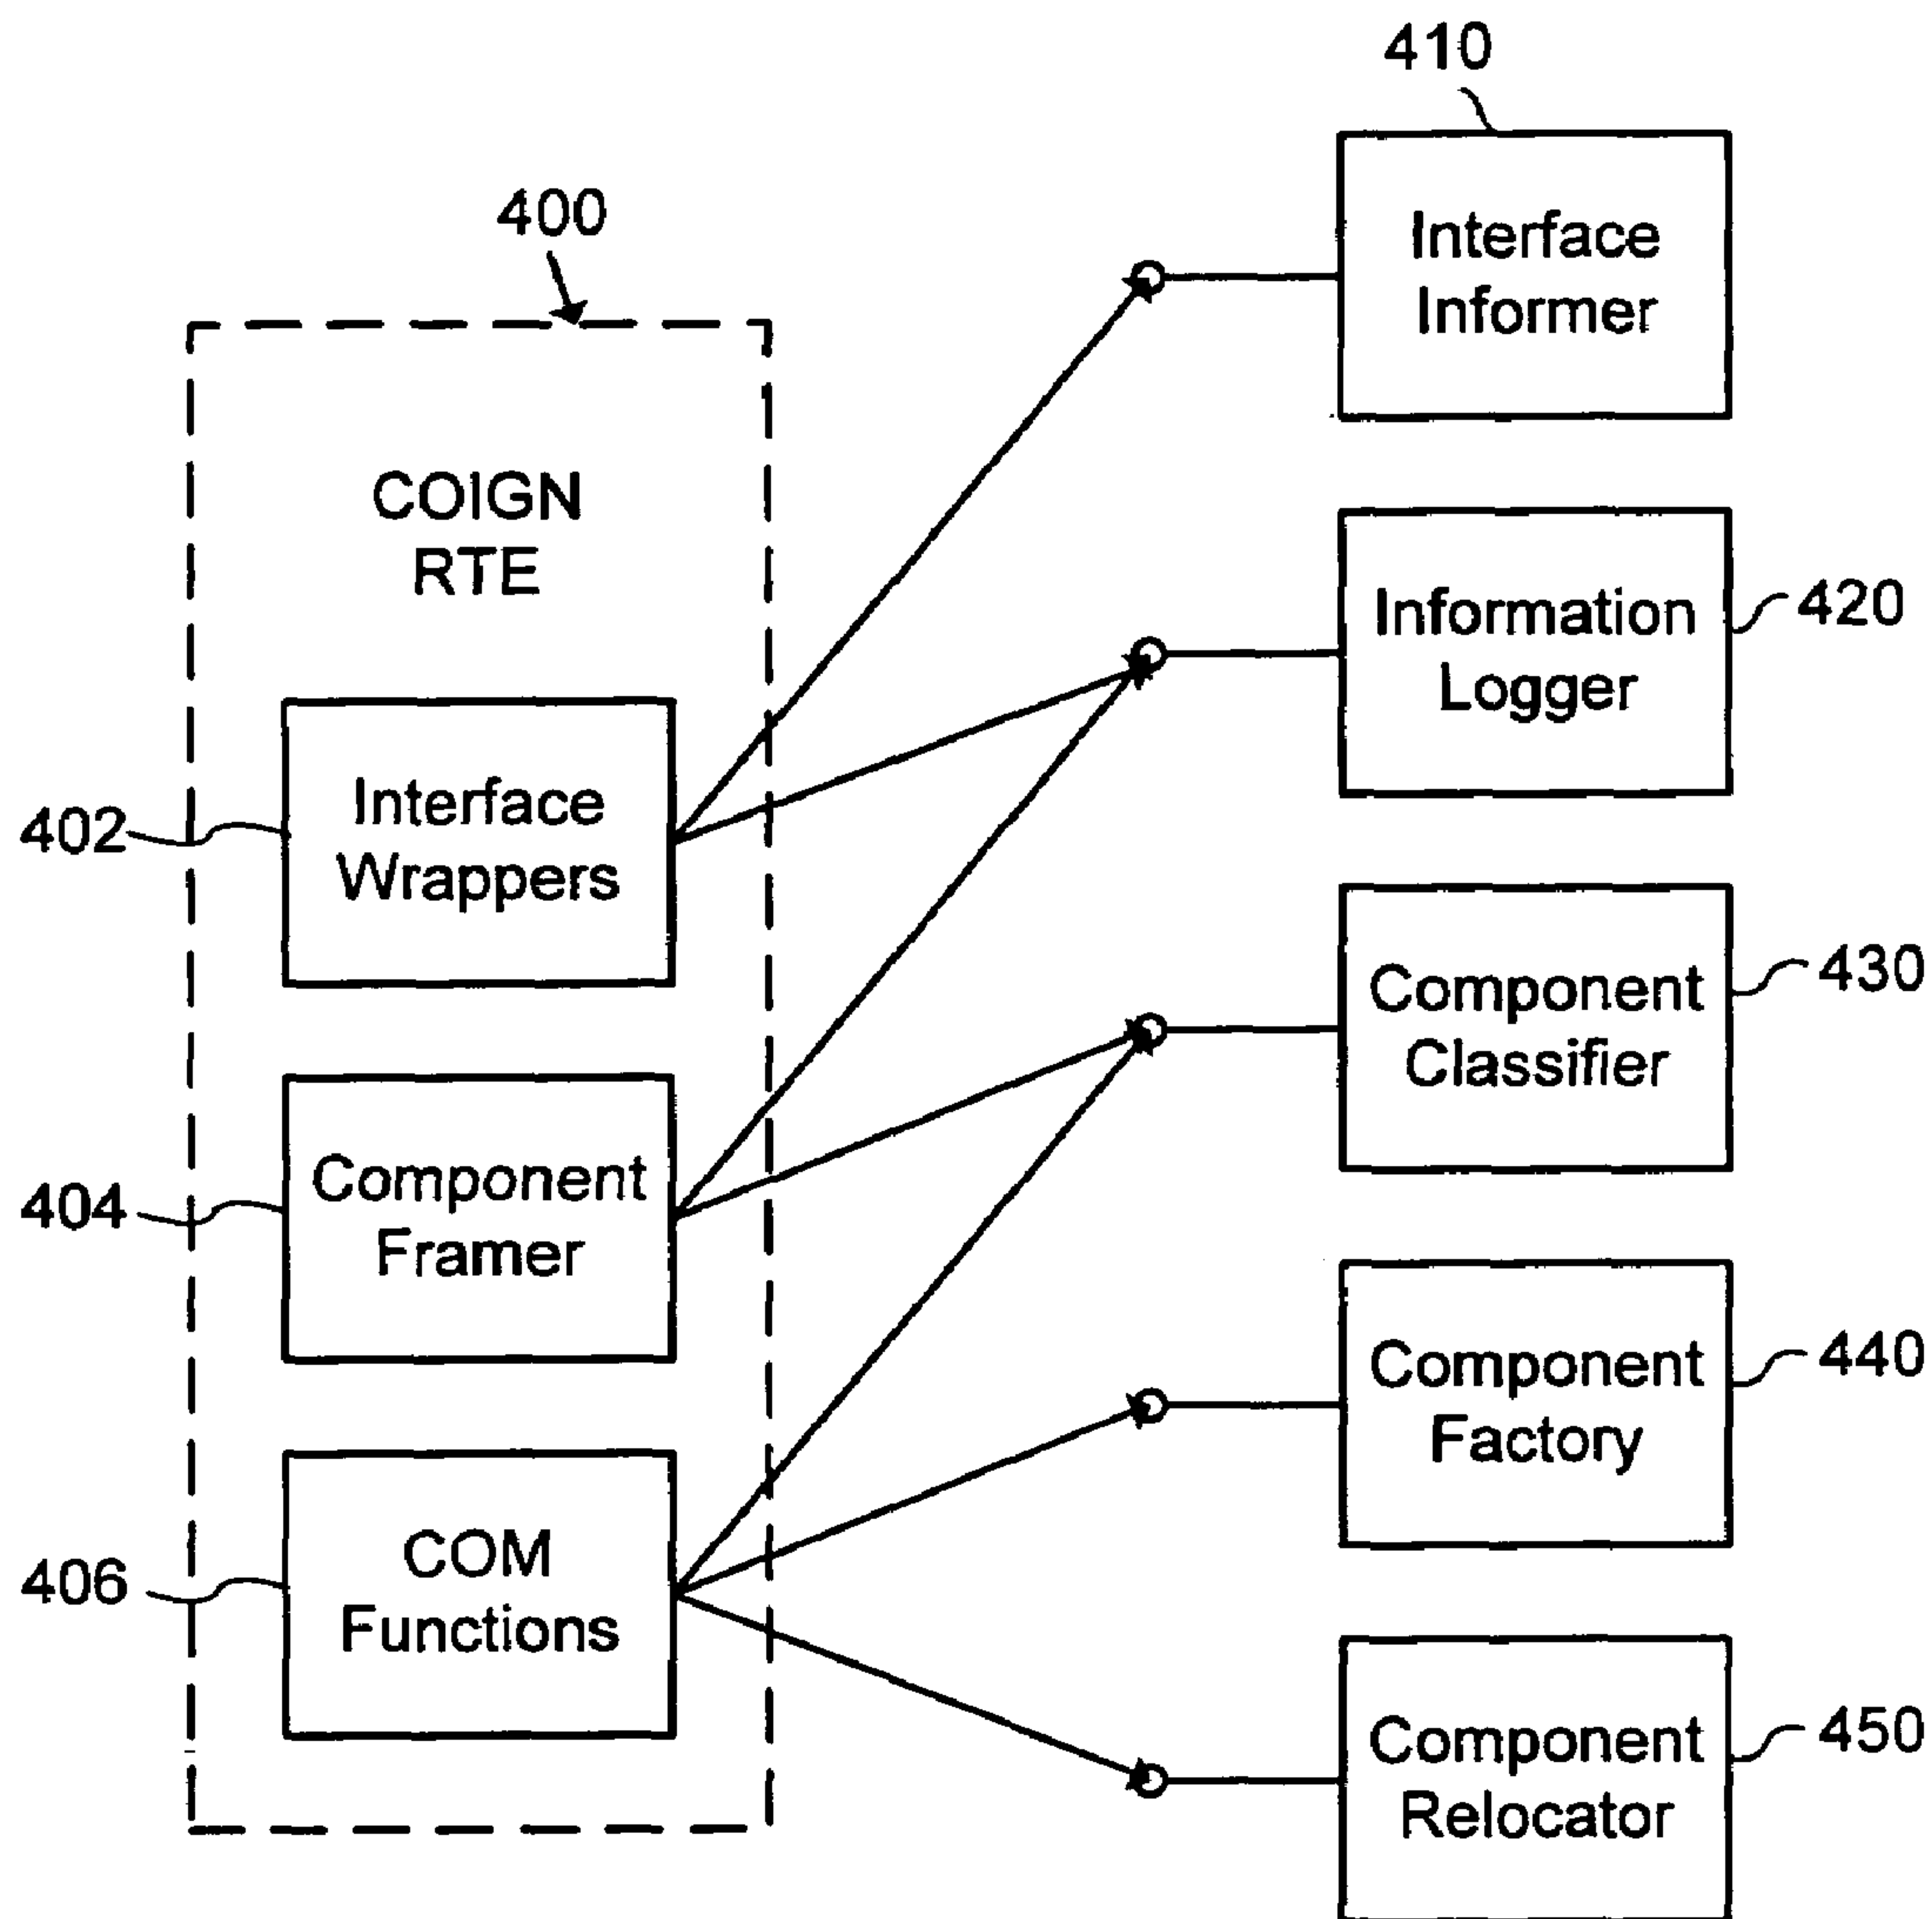 410
Interface
Informer
400
COIGN
RTE
Information
Logger
420
402
Interface
Wrappers
Component
Classifier
430
404
Component
Framer
Component
Factory
440
406
COM
Functions
Component
Relocator
450